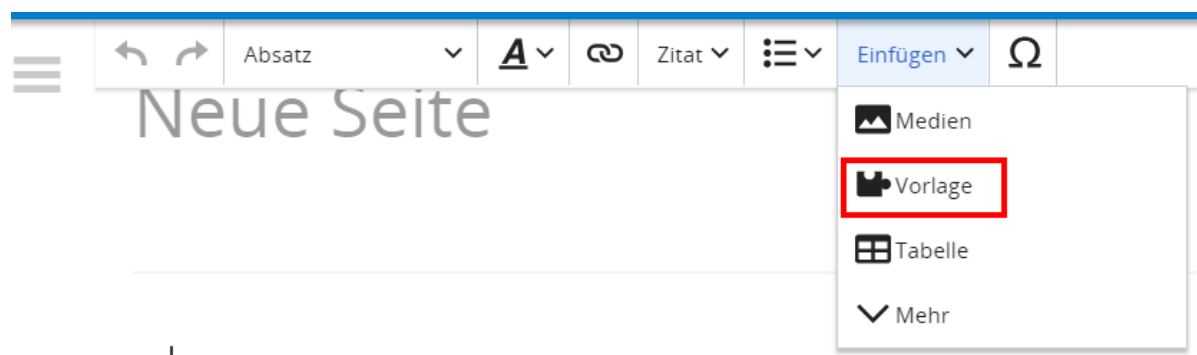 Absatz A Zitat Einfügen Ω
Neue Seite
Medien
Vorlage
Tabelle
Mehr